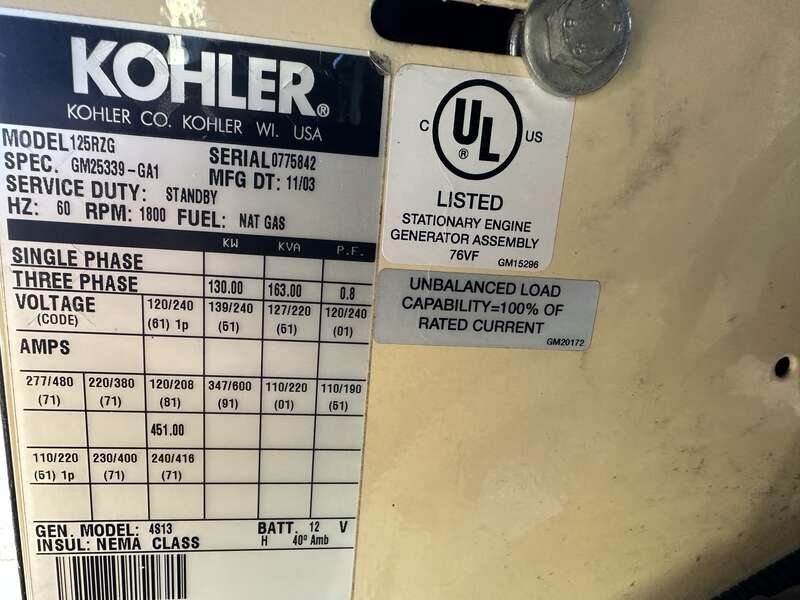 KOHLER®
KOHLER CO. KOHLER WI. USA
MODEL 125RZG
SPEC. GM25339-GA1 SERIAL 0775842
SERVICE DUTY: STANDBY MFG DT: 11/03
HZ: 60 RPM: 1800 FUEL: NAT GAS
KW KVA P.F.
SINGLE PHASE
THREE PHASE 130.00 163.00 0.8
VOLTAGE 120/240 139/240 127/220 120/240
(CODE) (61) 1p (51) (51) (01)
AMPS
277/480 220/380 120/208 347/600 110/220 110/190
(71) (71) (81) (91) (01) (51)
451.00
110/220 230/400 240/416
(51) 1p (71) (71)
GEN. MODEL: 4S13 BATT. 12 V
INSUL: NEMA CLASS H 40° Amb
C UL US
®
LISTED
STATIONARY ENGINE
GENERATOR ASSEMBLY
76VF
GM15296
UNBALANCED LOAD
CAPABILITY=100% OF
RATED CURRENT
GM20172